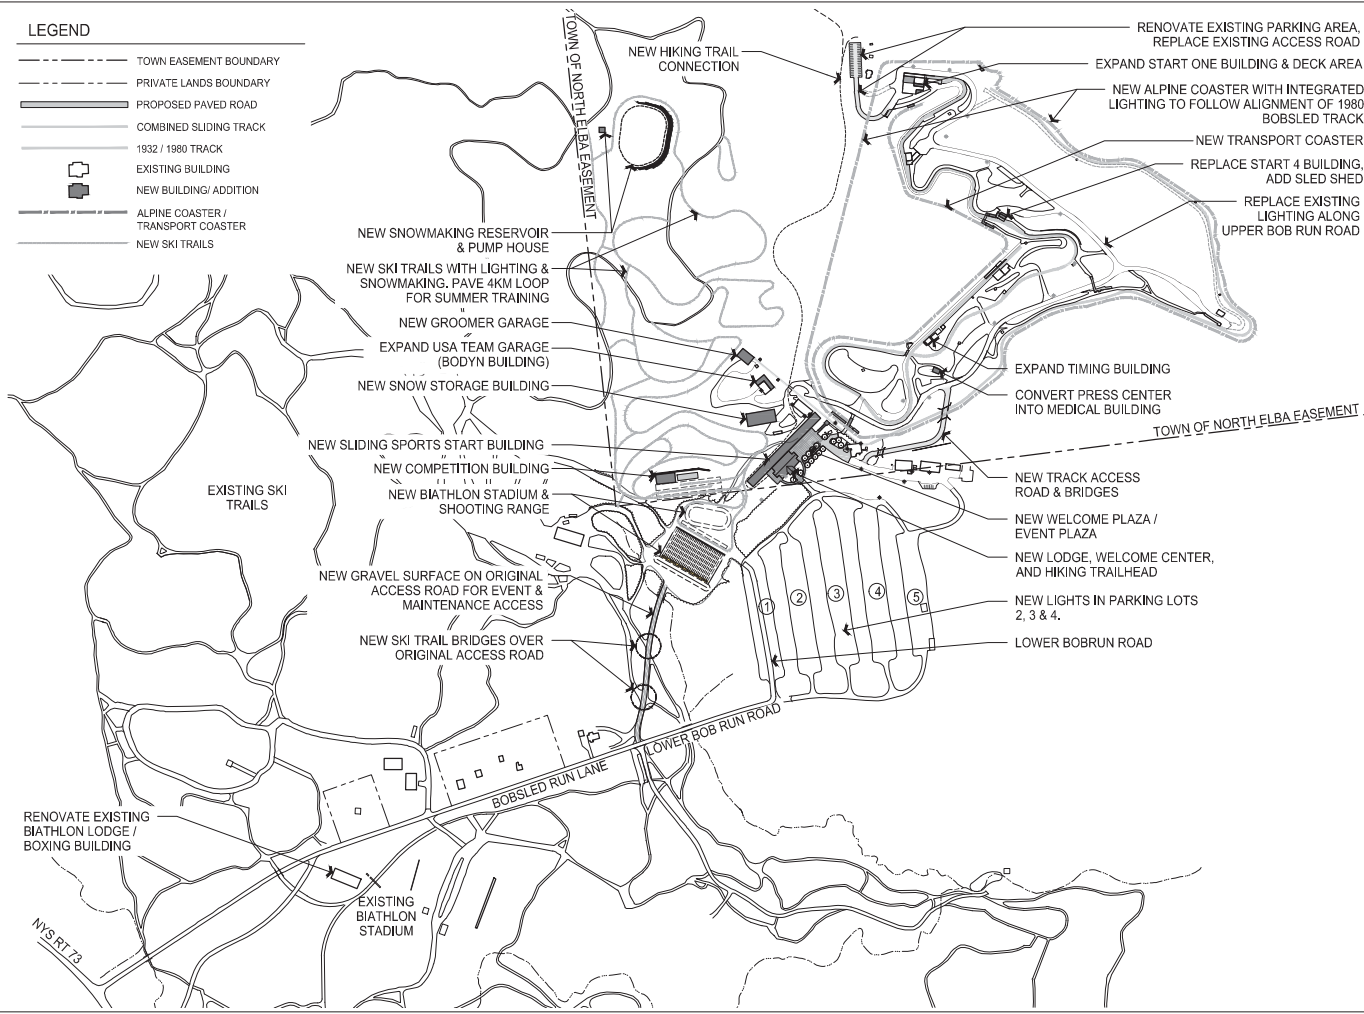 LEGEND
TOWN EASEMENT BOUNDARY
PRIVATE LANDS BOUNDARY
PROPOSED PAVED ROAD
COMBINED SLIDING TRACK
1932 / 1980 TRACK
EXISTING BUILDING
NEW BUILDING/ ADDITION
ALPINE COASTER /
TRANSPORT COASTER
NEW SKI TRAILS
TOWN OF NORTH ELBA EASEMENT
NEW HIKING TRAIL
CONNECTION
RENOVATE EXISTING PARKING AREA,
REPLACE EXISTING ACCESS ROAD
EXPAND START ONE BUILDING & DECK AREA
NEW ALPINE COASTER WITH INTEGRATED
LIGHTING TO FOLLOW ALIGNMENT OF 1980
BOBSLED TRACK
NEW TRANSPORT COASTER
REPLACE START 4 BUILDING,
ADD SLED SHED
REPLACE EXISTING
LIGHTING ALONG
UPPER BOB RUN ROAD
NEW SNOWMAKING RESERVOIR
& PUMP HOUSE
NEW SKI TRAILS WITH LIGHTING &
SNOWMAKING. PAVE 4KM LOOP
FOR SUMMER TRAINING
NEW GROOMER GARAGE
EXPAND USA TEAM GARAGE
(BODYN BUILDING)
NEW SNOW STORAGE BUILDING
NEW SLIDING SPORTS START BUILDING
NEW COMPETITION BUILDING
NEW BIATHLON STADIUM &
SHOOTING RANGE
EXPAND TIMING BUILDING
CONVERT PRESS CENTER
INTO MEDICAL BUILDING
TOWN OF NORTH ELBA EASEMENT
NEW TRACK ACCESS
ROAD & BRIDGES
NEW WELCOME PLAZA /
EVENT PLAZA
NEW LODGE, WELCOME CENTER,
AND HIKING TRAILHEAD
NEW LIGHTS IN PARKING LOTS
2, 3 & 4.
LOWER BOBRUN ROAD
EXISTING SKI
TRAILS
NEW GRAVEL SURFACE ON ORIGINAL
ACCESS ROAD FOR EVENT &
MAINTENANCE ACCESS
NEW SKI TRAIL BRIDGES OVER
ORIGINAL ACCESS ROAD
1
2
3
4
5
LOWER BOB RUN ROAD
BOBSLED RUN LANE
RENOVATE EXISTING
BIATHLON LODGE /
BOXING BUILDING
EXISTING
BIATHLON
STADIUM
NYS RT 73